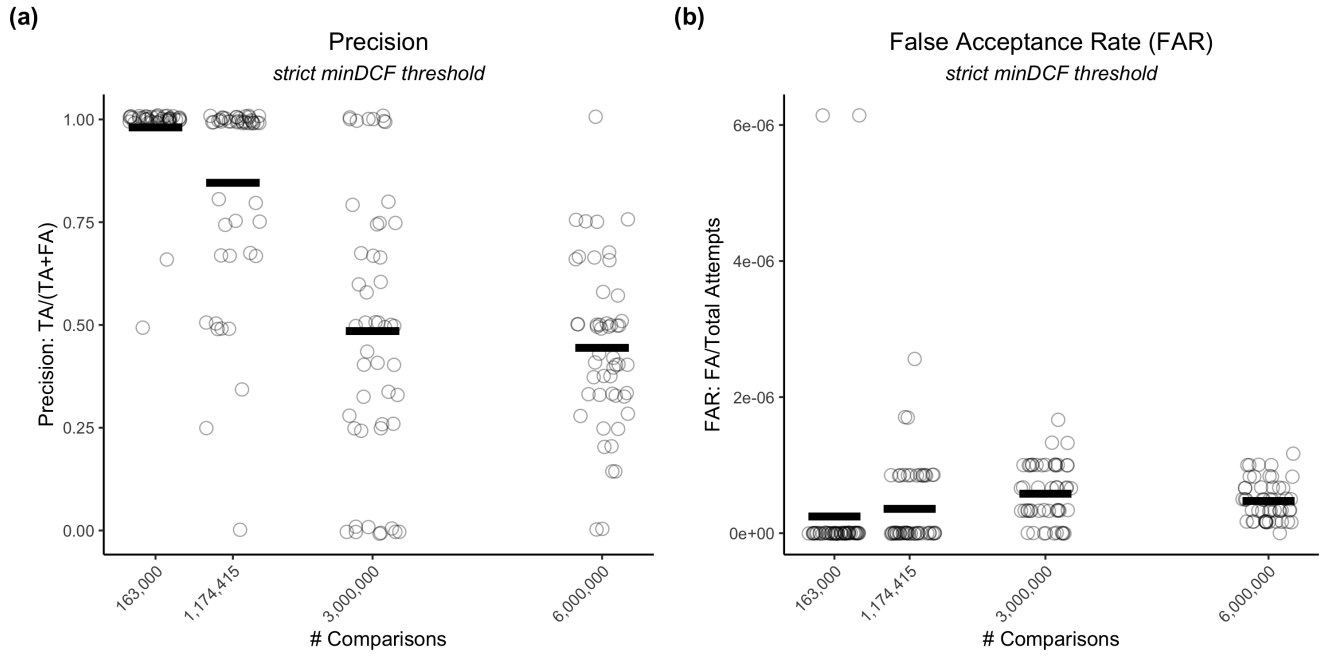 (a)
Precision
strict minDCF threshold
Precision: TA/(TA+FA)
1.00
0.75
0.50
0.25
0.00
163,000
1,174,415
3,000,000
6,000,000
# Comparisons
(b)
False Acceptance Rate (FAR)
strict minDCF threshold
FAR: FA/Total Attempts
6e-06
4e-06
2e-06
0e+00
163,000
1,174,415
3,000,000
6,000,000
# Comparisons